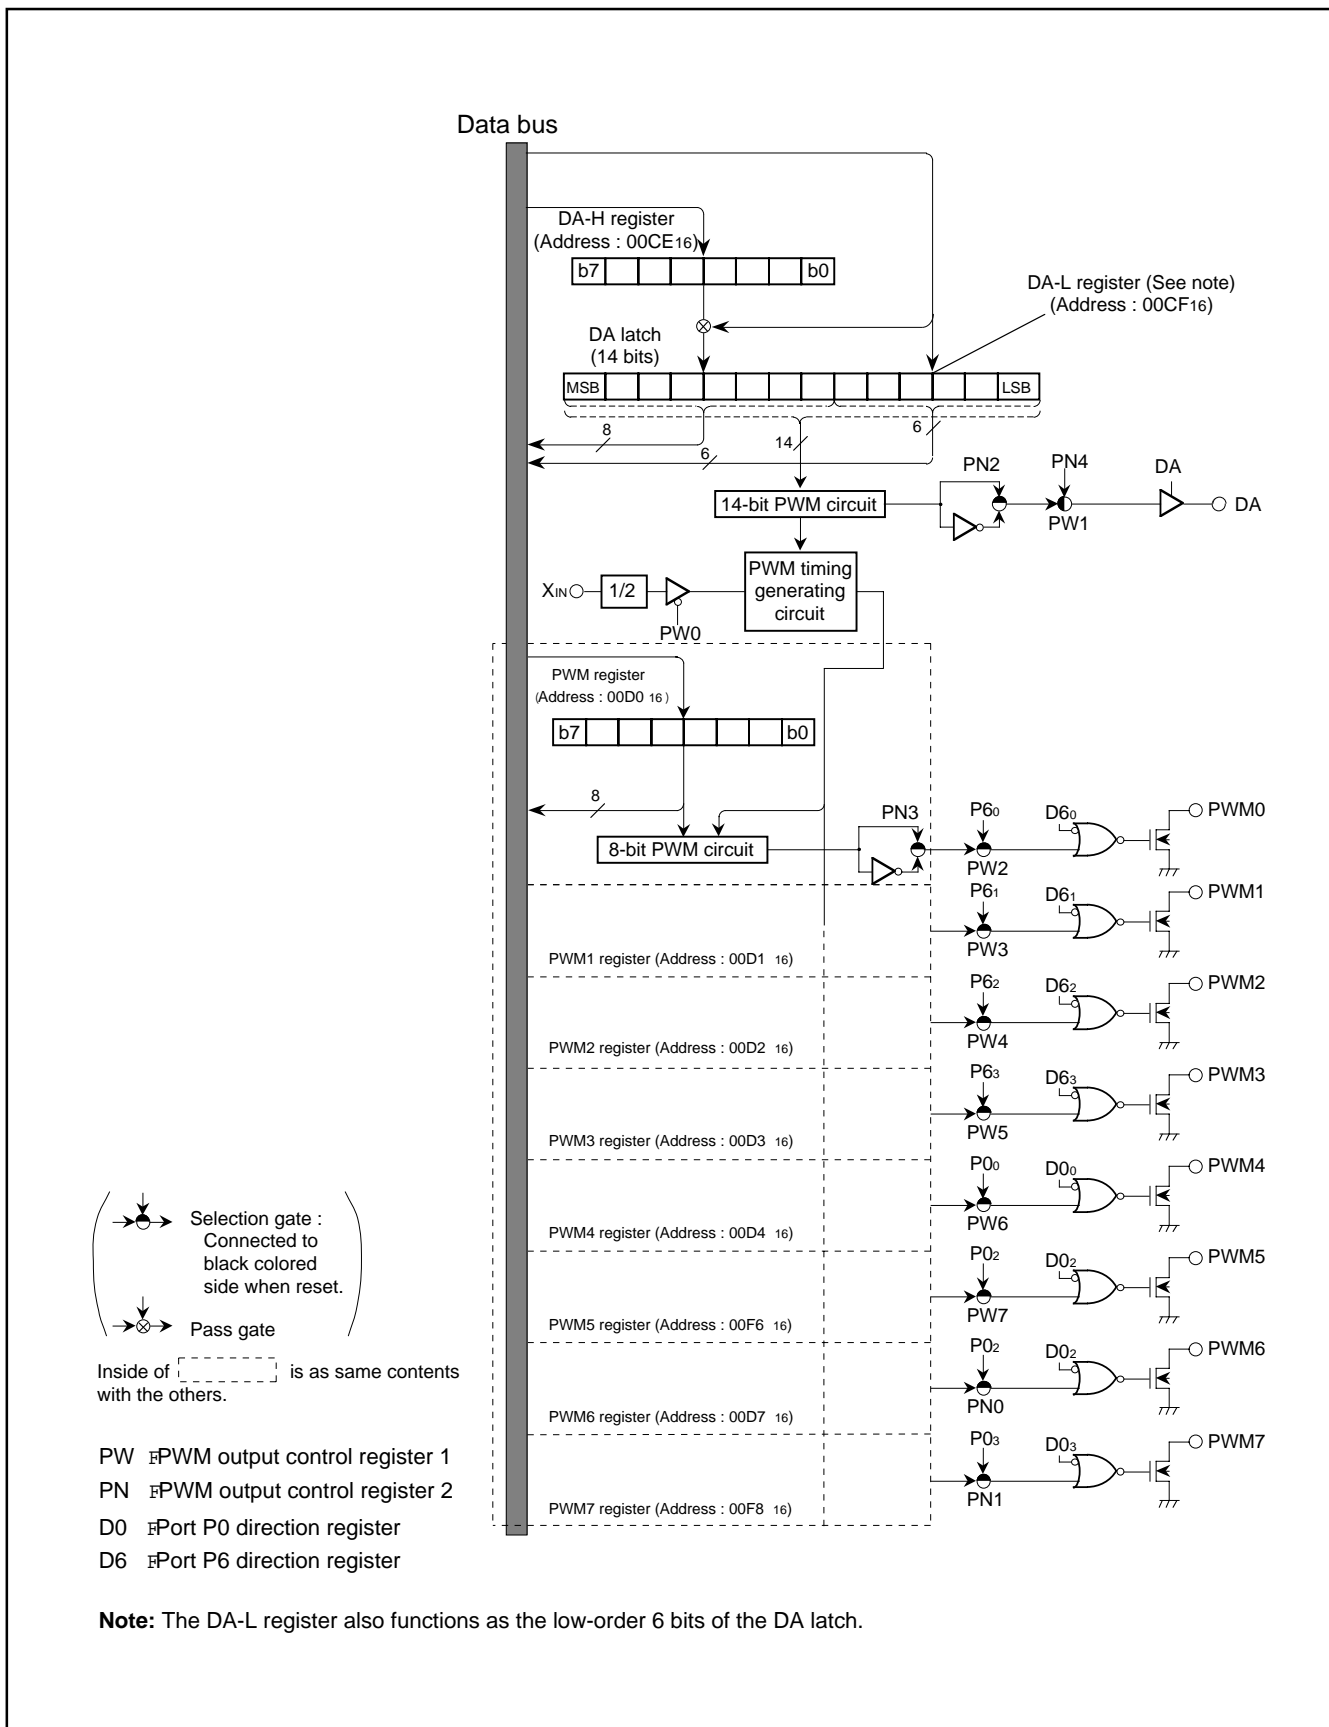 Data bus
DA-H register
(Address : 00CE16)
b7 b0
DA-L register (See note)
(Address : 00CF16)
DA latch
(14 bits)
MSB LSB
8 14 6
6
PN2 PN4 DA
14-bit PWM circuit DA
PW1
XIN 1/2 PWM timing
generating
circuit
PW0
PWM register
(Address : 00D0 16 )
b7 b0
8
PN3 P60 D60 PWM0
8-bit PWM circuit
PW2
P61 D61 PWM1
PW3
PWM1 register (Address : 00D1 16)
P62 D62 PWM2
PW4
PWM2 register (Address : 00D2 16)
P63 D63 PWM3
PW5
PWM3 register (Address : 00D3 16)
P00 D00 PWM4
PW6
PWM4 register (Address : 00D4 16)
P02 D02 PWM5
PW7
PWM5 register (Address : 00F6 16)
P02 D02 PWM6
PN0
PWM6 register (Address : 00D7 16)
P03 D03 PWM7
PN1
PWM7 register (Address : 00F8 16)
Selection gate :
Connected to
black colored
side when reset.
Pass gate
Inside of is as same contents
with the others.
PW FPWM output control register 1
PN FPWM output control register 2
D0 FPort P0 direction register
D6 FPort P6 direction register
Note: The DA-L register also functions as the low-order 6 bits of the DA latch.